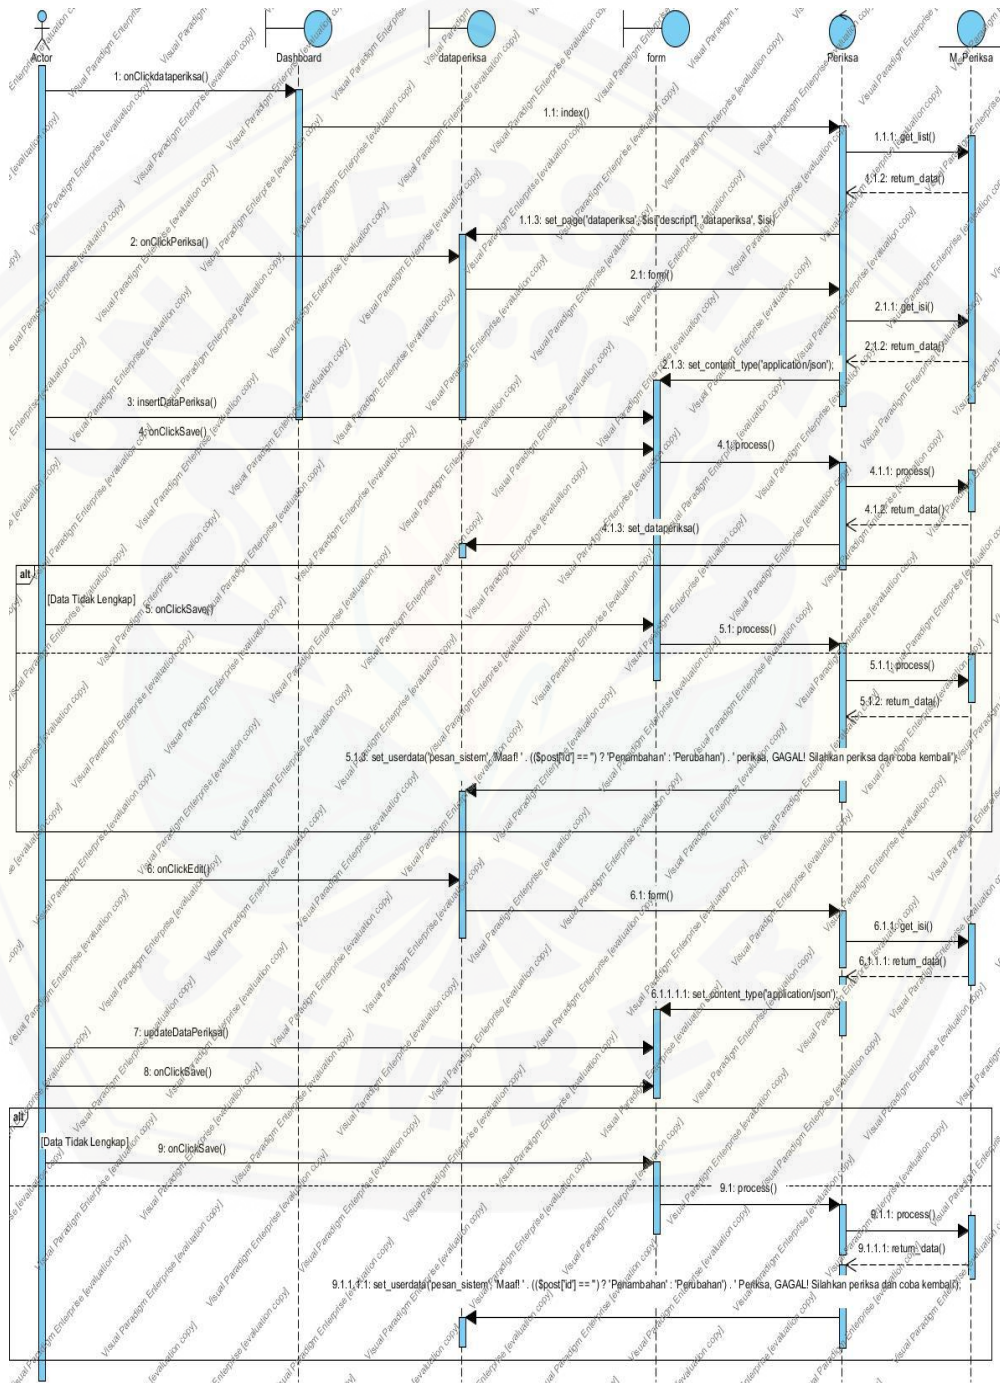 Actor
Dashboard
dataperiksa
form
Periksa
M_Periksa
1: onClickdataperiksa()
1.1: index()
1.1.1: get_list()
1.1.2: return_data()
1.1.3: set_page('dataperiksa', $isi['descript'], 'dataperiksa', $isi)
2: onClickPeriksa()
2.1: form()
2.1.1: get_isi()
2.1.2: return_data()
2.1.3: set_content_type('application/json');
3: insertDataPeriksa()
4: onClickSave()
4.1: process()
4.1.1: process()
4.1.2: return_data()
4.1.3: set_dataperiksa()
alt
[Data Tidak Lengkap]
5: onClickSave()
5.1: process()
5.1.1: process()
5.1.2: return_data()
5.1.3: set_userdata('pesan_sistem', 'Maaf! ' . (($post['id'] == '') ? 'Penambahan' : 'Perubahan') . ' periksa, GAGAL! Silahkan periksa dan coba kembali');
6: onClickEdit()
6.1: form()
6.1.1: get_isi()
6.1.1.1: return_data()
6.1.1.1.1: set_content_type('application/json');
7: updateDataPeriksa()
8: onClickSave()
alt
[Data Tidak Lengkap]
9: onClickSave()
9.1: process()
9.1.1: process()
9.1.1.1: return_data()
9.1.1.1.1: set_userdata('pesan_sistem', 'Maaf! ' . (($post['id'] == '') ? 'Penambahan' : 'Perubahan') . ' Periksa, GAGAL! Silahkan periksa dan coba kembali');
Visual Paradigm Enterprise [evaluation copy]
UNIVERSITAS
JEMBER